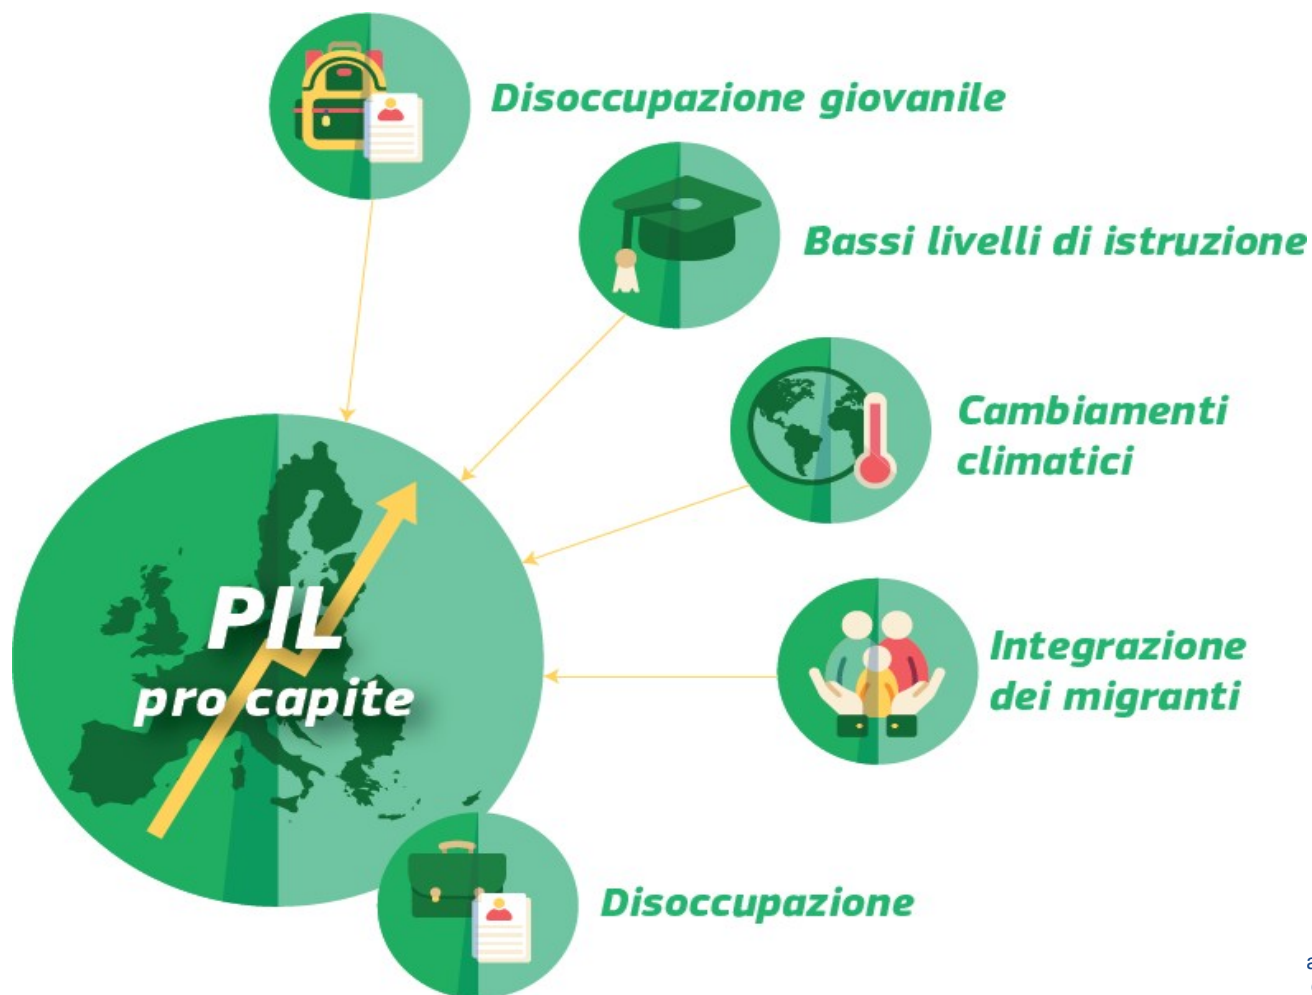 Disoccupazione giovanile
Bassi livelli di istruzione
Cambiamenti
climatici
PIL
pro capite
Integrazione
dei migranti
Disoccupazione